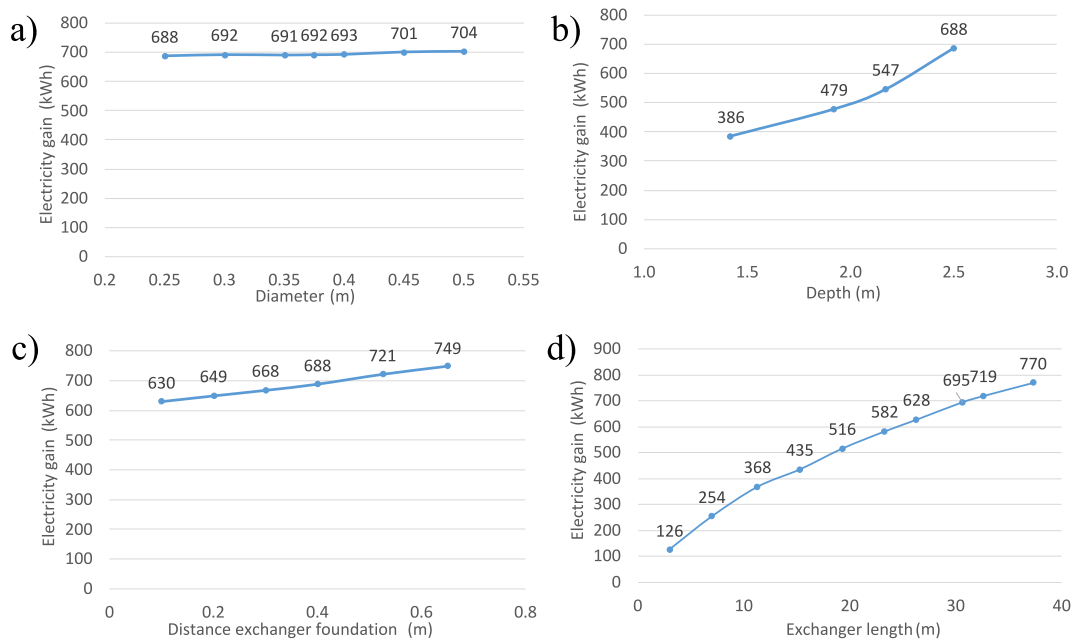 a)
800
700
600
500
400
300
200
100
0
Electricity gain (kWh)
688 692 691 692 693 701 704
0.2 0.25 0.3 0.35 0.4 0.45 0.5 0.55
Diameter (m)
b)
800
700
600
500
400
300
200
100
0
Electricity gain (kWh)
386 479 547 688
1.0 1.5 2.0 2.5 3.0
Depth (m)
c)
800
700
600
500
400
300
200
100
0
Electricity gain (kWh)
630 649 668 688 721 749
0 0.2 0.4 0.6 0.8
Distance exchanger foundation (m)
d)
900
800
700
600
500
400
300
200
100
0
Electricity gain (kWh)
126 254 368 435 516 582 628 695 719 770
0 10 20 30 40
Exchanger length (m)